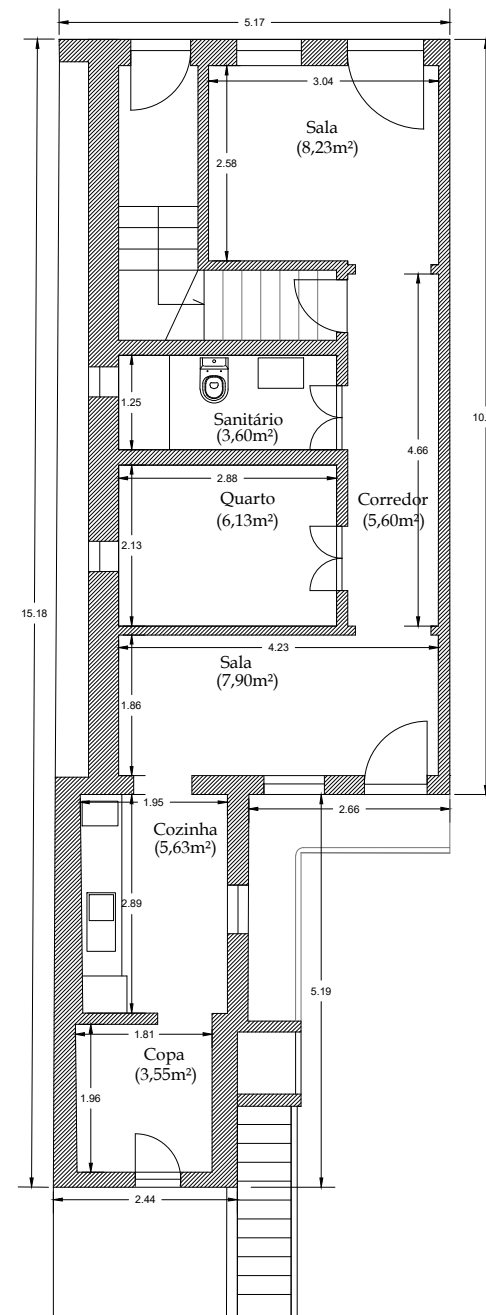 5.17
3.04
Sala
(8,23m²)
2.58
10.
1.25
Sanitário
(3,60m²)
4.66
2.88
Quarto
(6,13m²)
Corredor
(5,60m²)
2.13
15.18
4.23
Sala
(7,90m²)
1.86
1.95
2.66
Cozinha
(5,63m²)
2.89
5.19
1.81
Copa
(3,55m²)
1.96
2.44